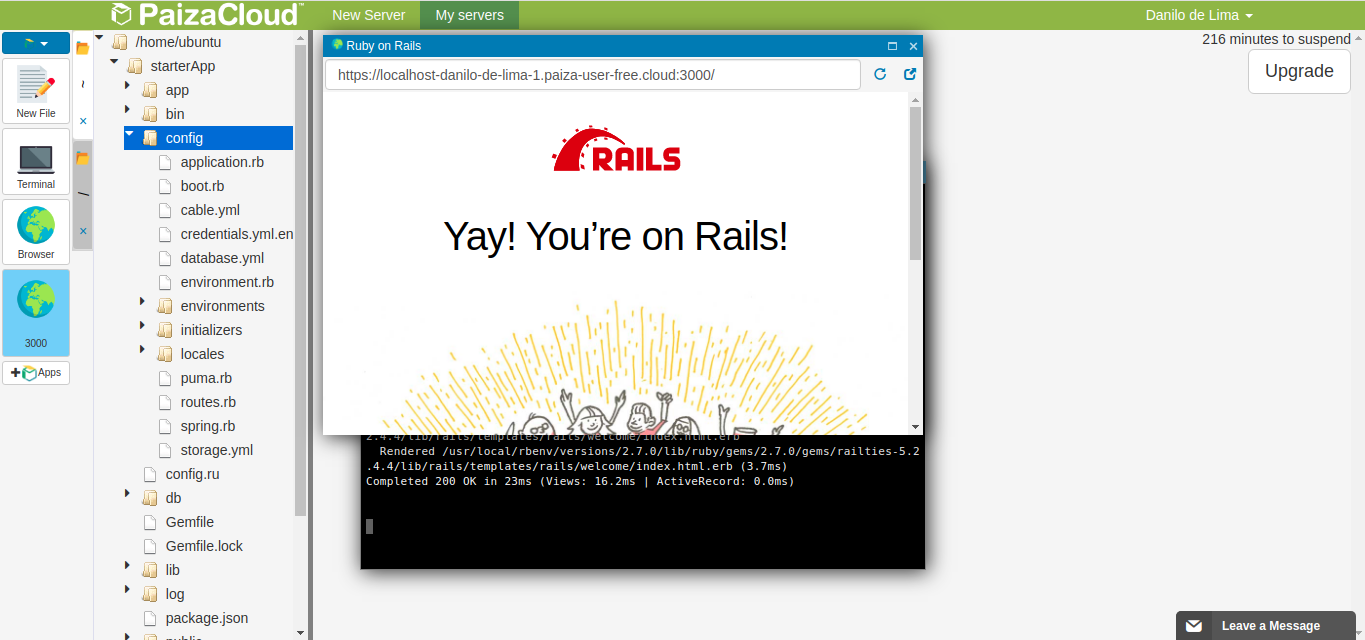 PaizaCloud™
New Server
My servers
Danilo de Lima
216 minutes to suspend
Upgrade
New File
Terminal
Browser
3000
Apps
/home/ubuntu
starterApp
app
bin
config
application.rb
boot.rb
cable.yml
credentials.yml.en
database.yml
environment.rb
environments
initializers
locales
puma.rb
routes.rb
spring.rb
storage.yml
config.ru
db
Gemfile
Gemfile.lock
lib
log
package.json
public
Ruby on Rails
https://localhost-danilo-de-lima-1.paiza-user-free.cloud:3000/
RAILS
Yay! You’re on Rails!
2.4.4/lib/rails/templates/rails/welcome/index.html.erb
Rendered /usr/local/rbenv/versions/2.7.0/lib/ruby/gems/2.7.0/gems/railties-5.2
.4.4/lib/rails/templates/rails/welcome/index.html.erb (3.7ms)
Completed 200 OK in 23ms (Views: 16.2ms | ActiveRecord: 0.0ms)
Leave a Message